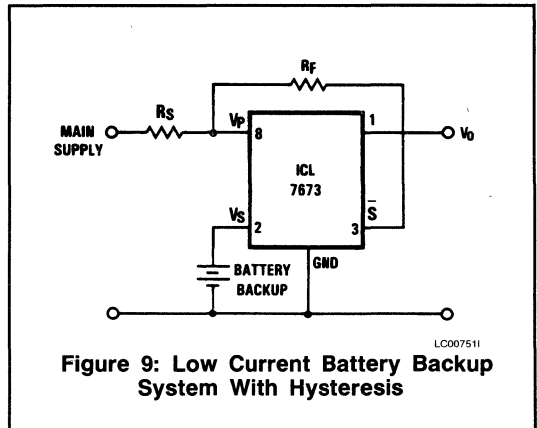 RF
RS
MAIN SUPPLY
VP
8
1
VO
ICL
7673
VS
2
S̅
3
GND
BATTERY
BACKUP
LC00751I
Figure 9: Low Current Battery Backup
System With Hysteresis